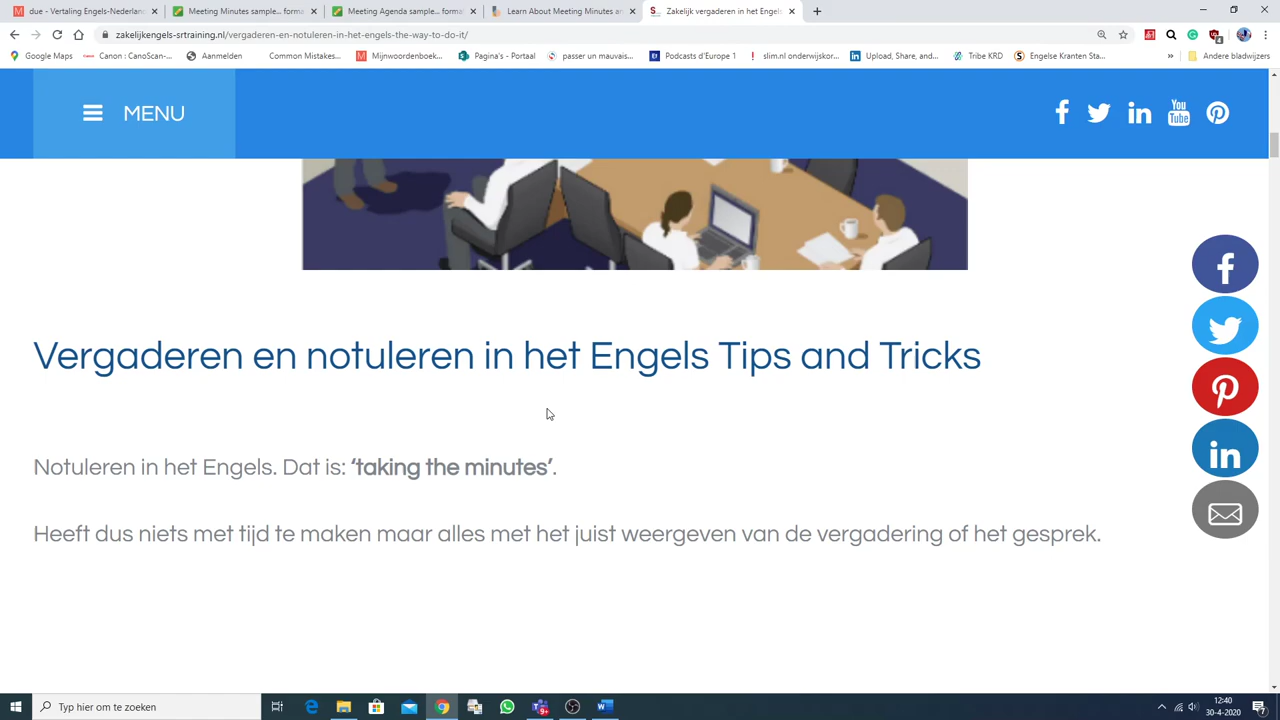 due - Vertaling Engels-Nederlan
Meeting Minutes sample... forma
Meeting Agenda sample... format
Learn About Meeting Minutes an
Zakelijk vergaderen in het Engels
zakelijkengels-srtraining.nl/vergaderen-en-notuleren-in-het-engels-the-way-to-do-it/
Google Maps
Canon : CanoScan-...
Aanmelden
Common Mistakes...
Mijnwoordenboek...
Pagina's - Portaal
passer un mauvais...
Podcasts d'Europe 1
slim.nl onderwijskor...
Upload, Share, and...
Tribe KRD
Engelse Kranten Sta...
»
Andere bladwijzers
MENU
You Tube
Vergaderen en notuleren in het Engels Tips and Tricks
Notuleren in het Engels. Dat is: ‘taking the minutes’.
Heeft dus niets met tijd te maken maar alles met het juist weergeven van de vergadering of het gesprek.
Typ hier om te zoeken
12:40
30-4-2020